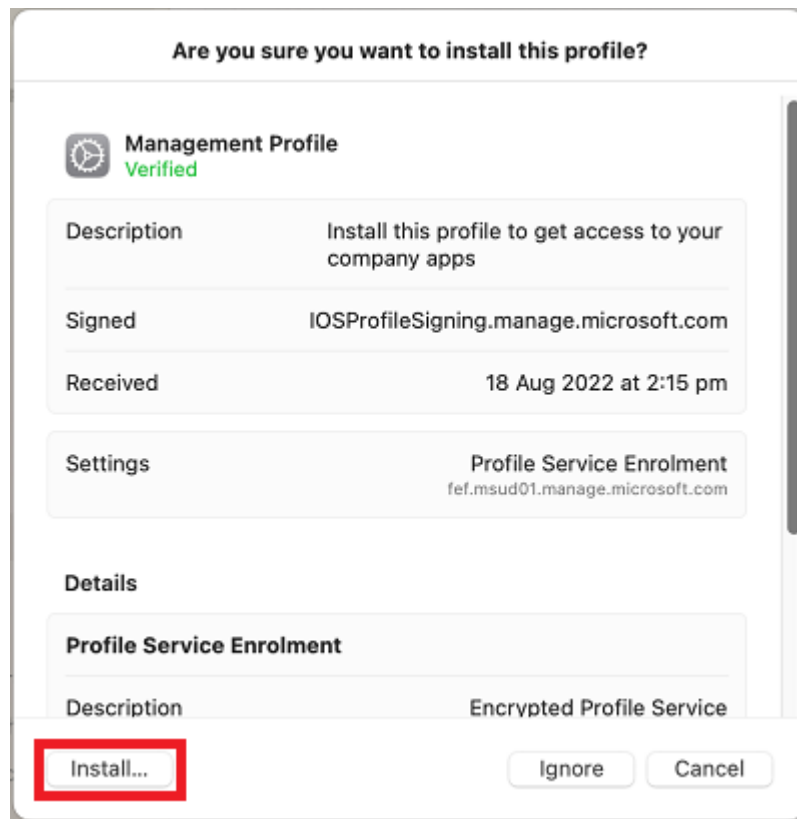 Are you sure you want to install this profile?
Management Profile
Verified
Description Install this profile to get access to your
company apps
Signed IOSProfileSigning.manage.microsoft.com
Received 18 Aug 2022 at 2:15 pm
Settings Profile Service Enrolment
fef.msud01.manage.microsoft.com
Details
Profile Service Enrolment
Description Encrypted Profile Service
Install... Ignore Cancel